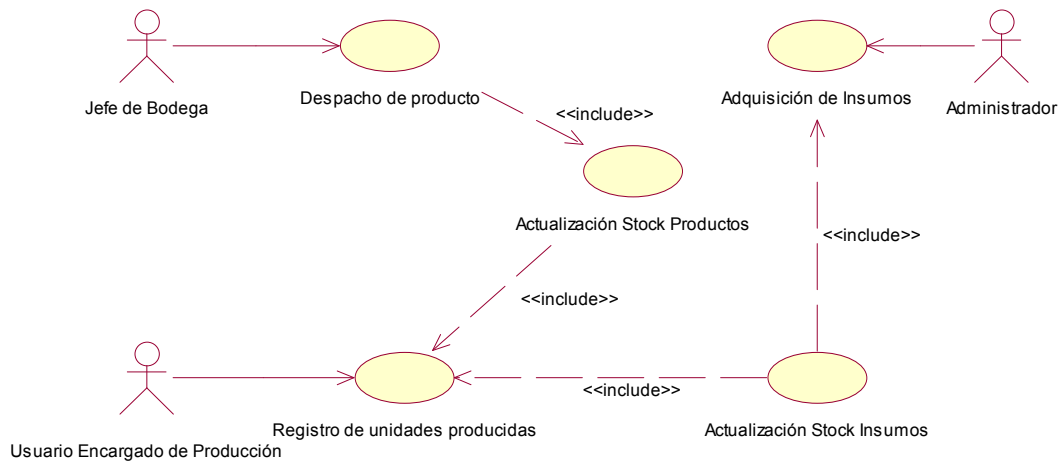 Jefe de Bodega
Despacho de producto
Adquisición de Insumos
Administrador
<<include>>
Actualización Stock Productos
<<include>>
<<include>>
<<include>>
Usuario Encargado de Producción
Registro de unidades producidas
Actualización Stock Insumos